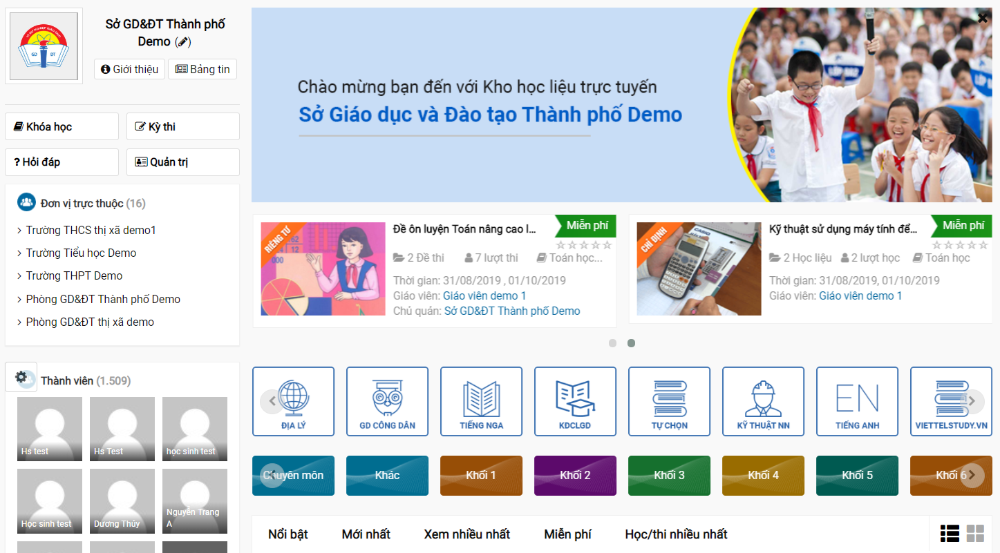 VÌ SỰ NGHIỆP GIÁO DỤC
GD ĐT
Sở GD&ĐT Thành phố
Demo ( )
Giới thiệu
Bảng tin
Khóa học
Kỳ thi
? Hỏi đáp
Quản trị
Đơn vị trực thuộc (16)
Trường THCS thị xã demo1
Trường Tiểu học Demo
Trường THPT Demo
Phòng GD&ĐT Thành phố Demo
Phòng GD&ĐT thị xã demo
Thành viên (1.509)
Hs test
Hs Test
học sinh test
Học sinh test
Dương Thúy
Nguyễn Trang
A
Chào mừng bạn đến với Kho học liệu trực tuyến
Sở Giáo dục và Đào tạo Thành phố Demo
RIÊNG TƯ
Đề ôn luyện Toán nâng cao l...
Miễn phí
2 Đề thi
7 lượt thi
Toán học...
Thời gian: 31/08/2019 , 01/10/2019
Giáo viên: Giáo viên demo 1
Chủ quản: Sở GD&ĐT Thành phố Demo
CHỈ ĐỊNH
CASIO
Kỹ thuật sử dụng máy tính để...
Miễn phí
2 Học liệu
2 lượt học
Toán học
Thời gian: 31/08/2019, 01/10/2019
Giáo viên: Giáo viên demo 1
ĐỊA LÝ
GD CÔNG DÂN
TIẾNG NGA
KĐCLGD
TỰ CHỌN
KỸ THUẬT NN
EN
TIẾNG ANH
VIETTELSTUDY.VN
Chuyên môn
Khác
Khối 1
Khối 2
Khối 3
Khối 4
Khối 5
Khối 6
Nổi bật
Mới nhất
Xem nhiều nhất
Miễn phí
Học/thi nhiều nhất